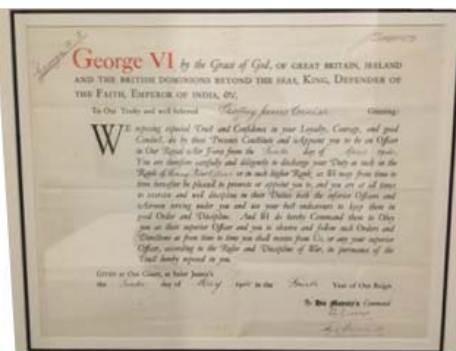 George VI by the Grace of God, OF GREAT BRITAIN, IRELAND
AND THE BRITISH DOMINIONS BEYOND THE SEAS, KING, DEFENDER OF
THE FAITH, EMPEROR OF INDIA, &c.
To Our Trusty and well beloved Geoffrey James Greeting:
WE reposing especial Trust and Confidence in your Loyalty, Courage, and good
Conduct, do by these Presents Constitute and Appoint you to be an Officer
in Our Royal Air Force from the day of
You are therefore carefully and diligently to discharge your Duty as such in the
Rank of or in such higher Rank as We may from time to
time hereafter be pleased to promote or appoint you to, and you are at all times
to exercise and well discipline in their Duties both the inferior Officers and
Airmen serving under you and use your best endeavours to keep them in
good Order and Discipline. And We do hereby Command them to Obey
you as their superior Officer and you to observe and follow such Orders and
Directions as from time to time you shall receive from Us, or any your superior
Officer, according to the Rules and Discipline of War, in pursuance of the
Trust hereby reposed in you.
GIVEN at Our Court, at Saint James's
the day of in the Year of Our Reign
By His Majesty's Command